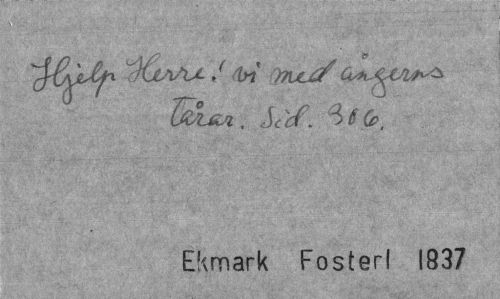 Hjelp Herre! vi med ångerns
tårar. Sid. 306.
Ekmark Fosterl 1837